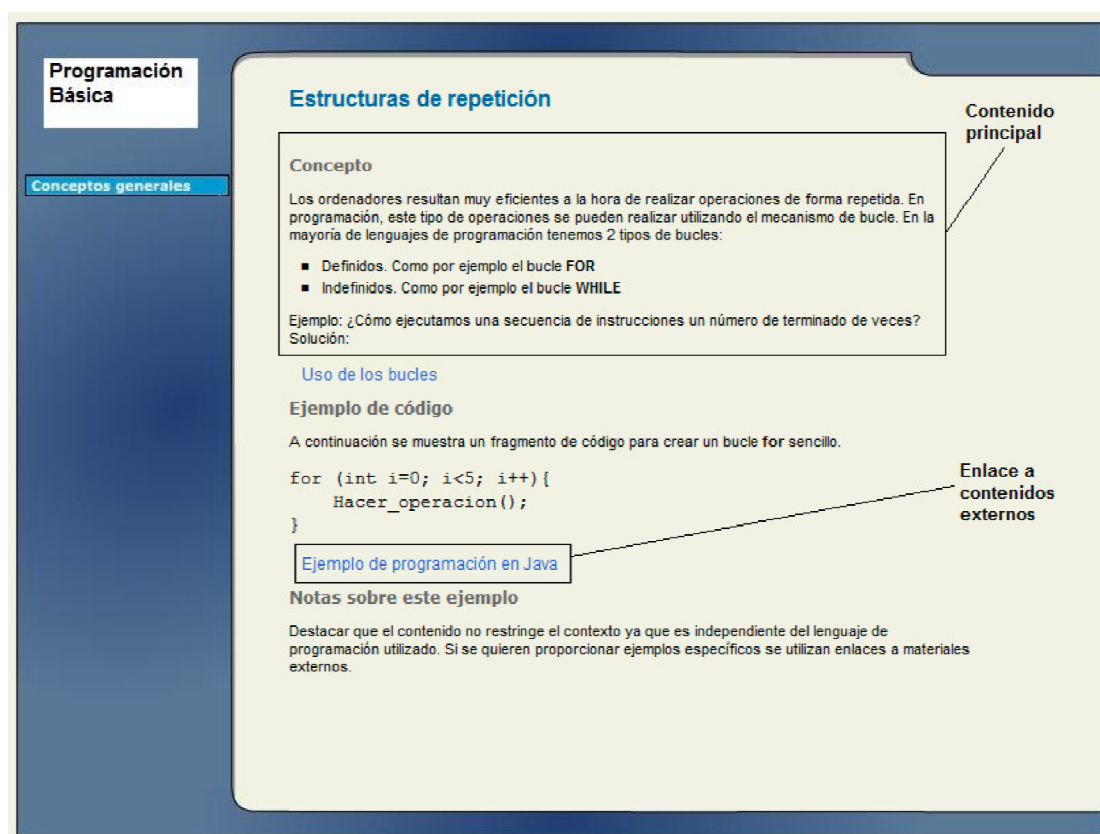 Programación
Básica
Conceptos generales
Estructuras de repetición
Contenido
principal
Concepto
Los ordenadores resultan muy eficientes a la hora de realizar operaciones de forma repetida. En
programación, este tipo de operaciones se pueden realizar utilizando el mecanismo de bucle. En la
mayoría de lenguajes de programación tenemos 2 tipos de bucles:
■ Definidos. Como por ejemplo el bucle FOR
■ Indefinidos. Como por ejemplo el bucle WHILE
Ejemplo: ¿Cómo ejecutamos una secuencia de instrucciones un número de terminado de veces?
Solución:
Uso de los bucles
Ejemplo de código
A continuación se muestra un fragmento de código para crear un bucle for sencillo.
for (int i=0; i<5; i++){
Hacer_operacion();
}
Enlace a
contenidos
externos
Ejemplo de programación en Java
Notas sobre este ejemplo
Destacar que el contenido no restringe el contexto ya que es independiente del lenguaje de
programación utilizado. Si se quieren proporcionar ejemplos específicos se utilizan enlaces a materiales
externos.